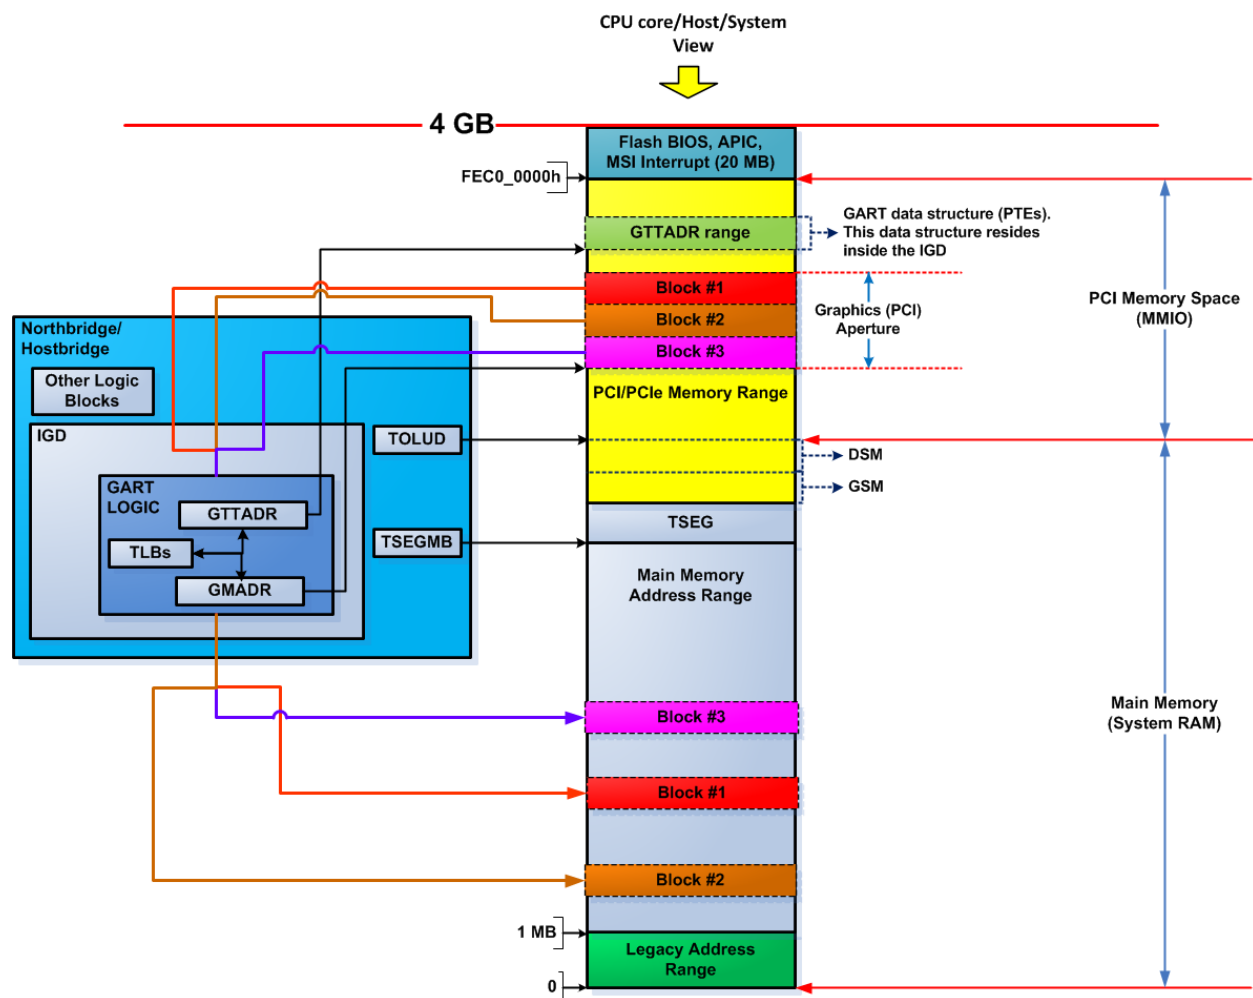 CPU core/Host/System
View
4 GB
Flash BIOS, APIC,
MSI Interrupt (20 MB)
FEC0_0000h
GTTADR range
GART data structure (PTEs).
This data structure resides
inside the IGD
Block #1
Block #2
Block #3
Graphics (PCI)
Aperture
PCI Memory Space
(MMIO)
PCI/PCIe Memory Range
Northbridge/
Hostbridge
Other Logic
Blocks
IGD
TOLUD
DSM
GSM
GART
LOGIC
GTTADR
TLBs
GMADR
TSEGMB
TSEG
Main Memory
Address Range
Block #3
Block #1
Block #2
Main Memory
(System RAM)
1 MB
Legacy Address
Range
0